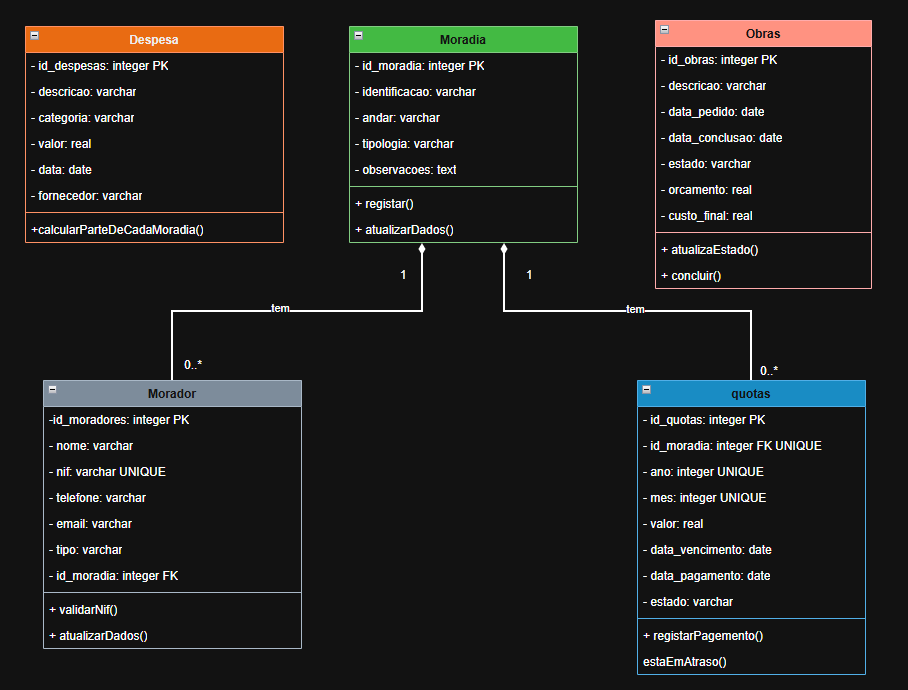 Despesa
- id_despesas: integer PK
- descricao: varchar
- categoria: varchar
- valor: real
- data: date
- fornecedor: varchar
+calcularParteDeCadaMoradia()
Moradia
- id_moradia: integer PK
- identificacao: varchar
- andar: varchar
- tipologia: varchar
- observacoes: text
+ registar()
+ atualizarDados()
Obras
- id_obras: integer PK
- descricao: varchar
- data_pedido: date
- data_conclusao: date
- estado: varchar
- orcamento: real
- custo_final: real
+ atualizaEstado()
+ concluir()
1
1
tem
tem
0..*
0..*
Morador
-id_moradores: integer PK
- nome: varchar
- nif: varchar UNIQUE
- telefone: varchar
- email: varchar
- tipo: varchar
- id_moradia: integer FK
+ validarNif()
+ atualizarDados()
quotas
- id_quotas: integer PK
- id_moradia: integer FK UNIQUE
- ano: integer UNIQUE
- mes: integer UNIQUE
- valor: real
- data_vencimento: date
- data_pagamento: date
- estado: varchar
+ registarPagemento()
estaEmAtraso()